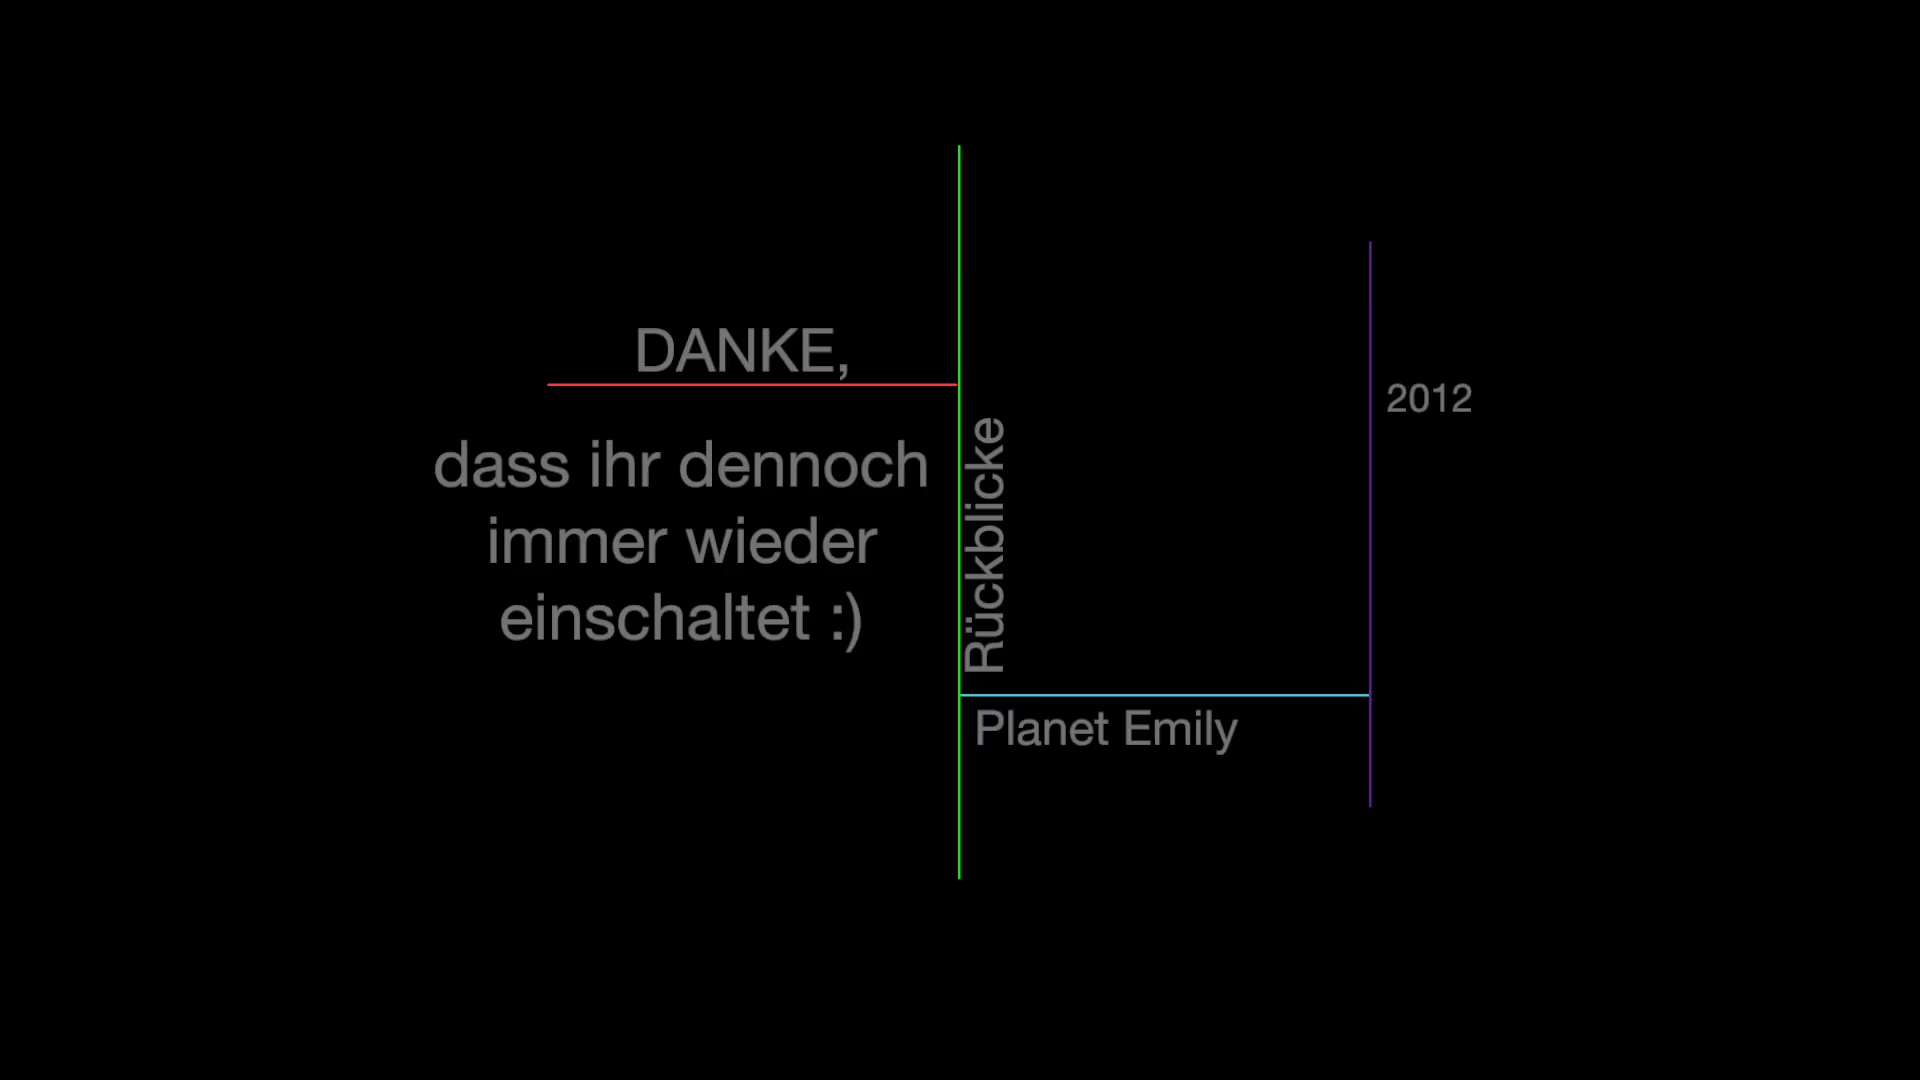 DANKE,
dass ihr dennoch
immer wieder
einschaltet :)
Rückblicke
Planet Emily
2012